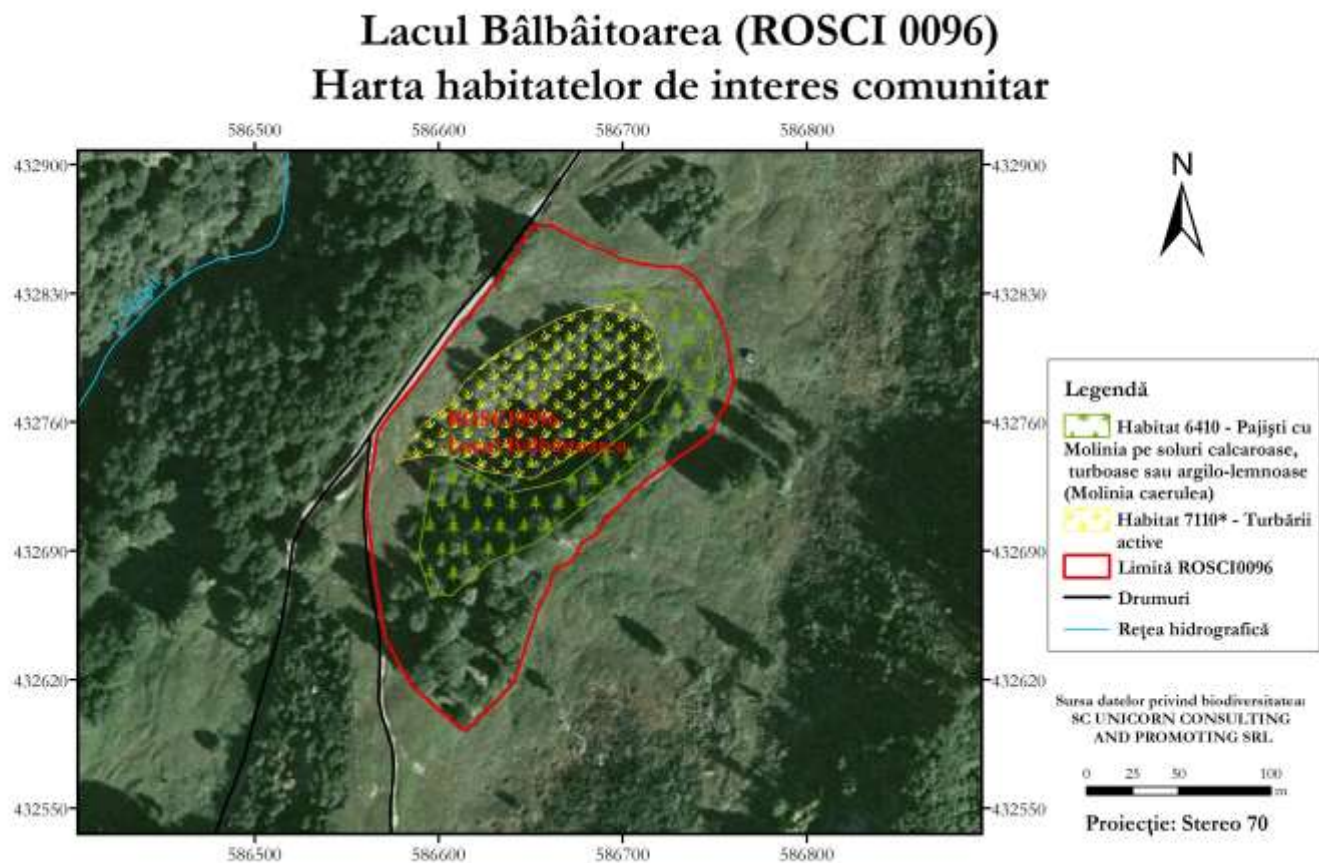 Lacul Bâlbâitoarea (ROSCI 0096)
Harta habitatelor de interes comunitar
586500 586600 586700 586800
432900 432900
N
432830 432830
432760 432760
432690 432690
432620 432620
432550 432550
586500 586600 586700 586800
ROSCI0096
Lacul Bâlbâitoarea
Legendă
Habitat 6410 - Pajişti cu
Molinia pe soluri calcaroase,
turboase sau argilo-lemnoase
(Molinia caerulea)
Habitat 7110* - Turbării
active
Limită ROSCI0096
Drumuri
Reţea hidrografică
Sursa datelor privind biodiversitatea:
SC UNICORN CONSULTING
AND PROMOTING SRL
0 25 50 100
m
Proiecţie: Stereo 70